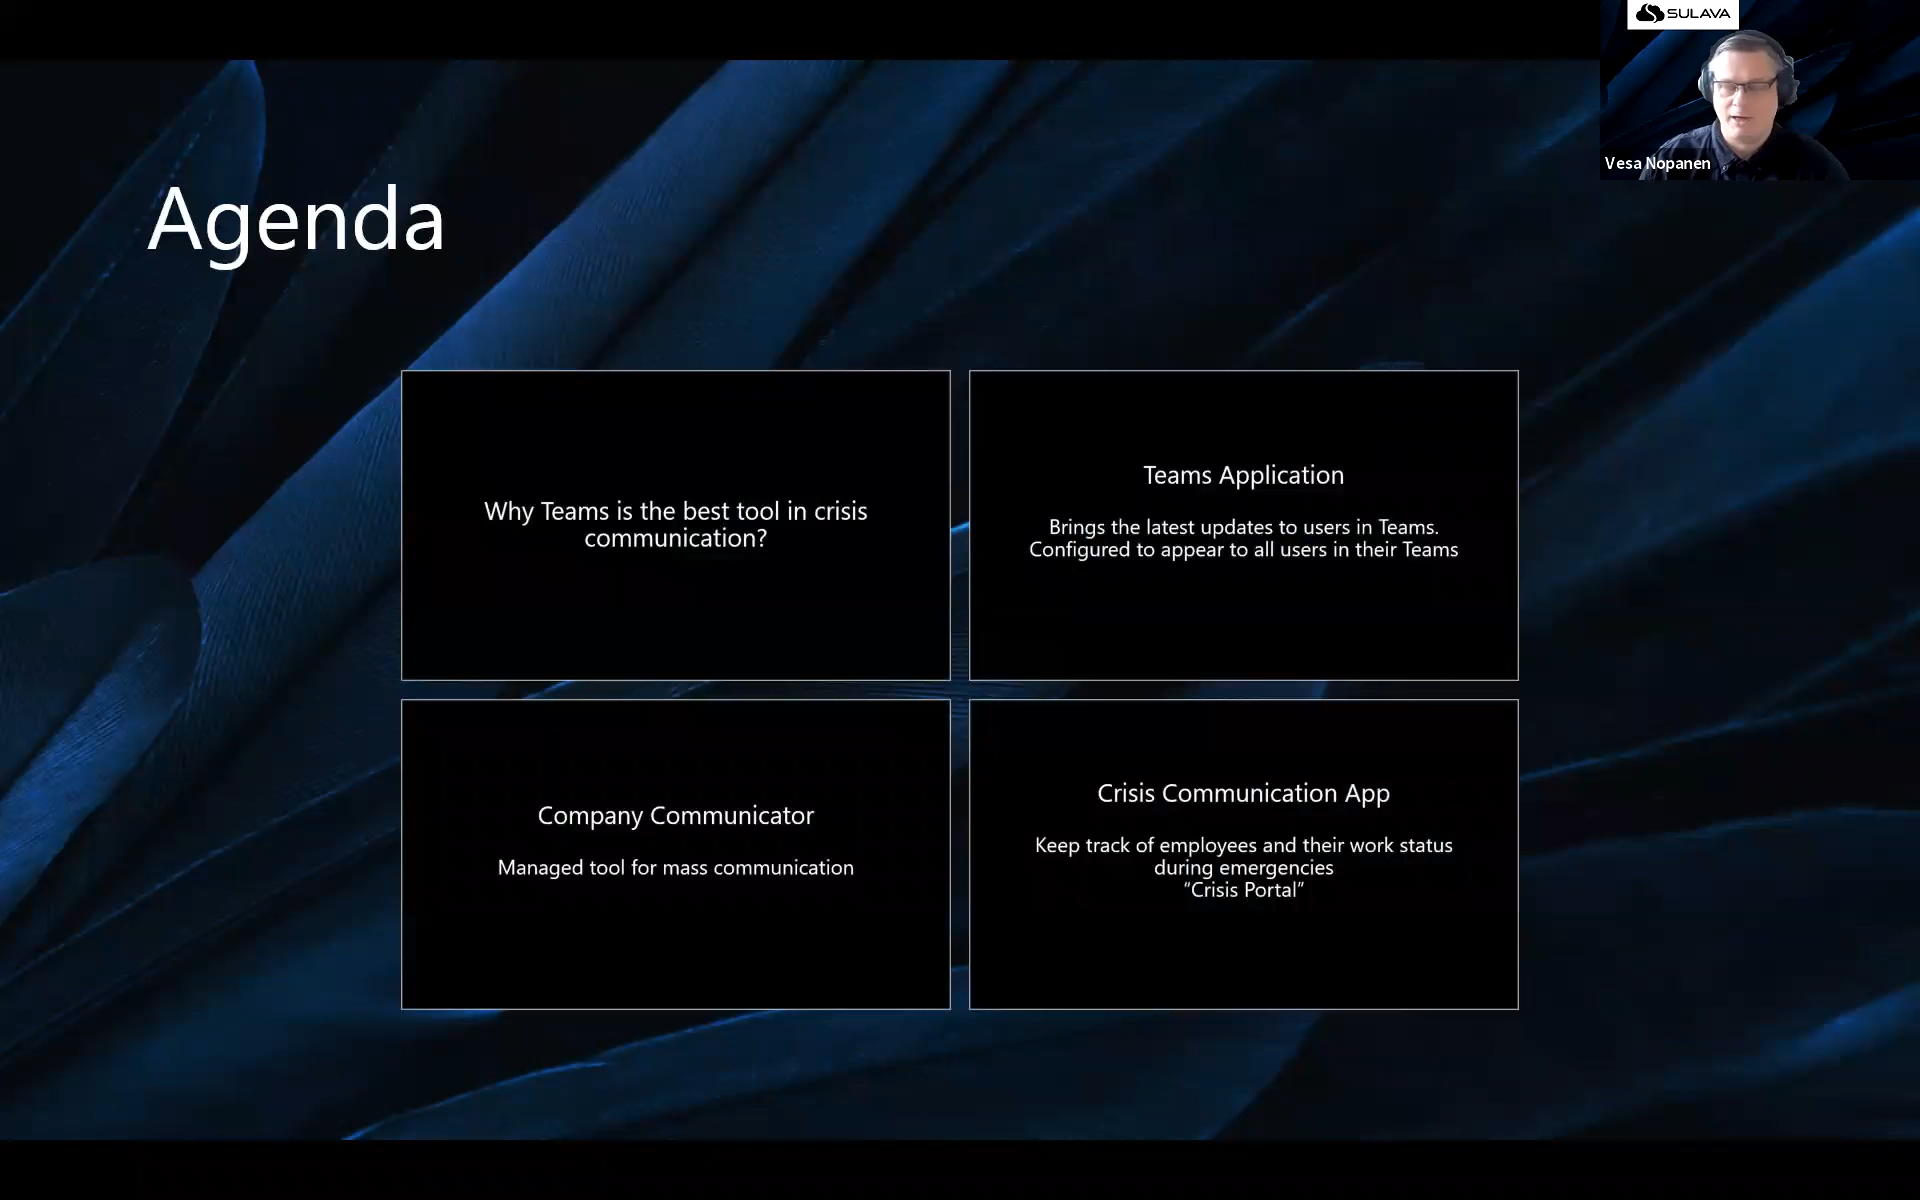 SULAVA
Vesa Nopanen
Agenda
Why Teams is the best tool in crisis
communication?
Teams Application
Brings the latest updates to users in Teams.
Configured to appear to all users in their Teams
Company Communicator
Managed tool for mass communication
Crisis Communication App
Keep track of employees and their work status
during emergencies
“Crisis Portal”